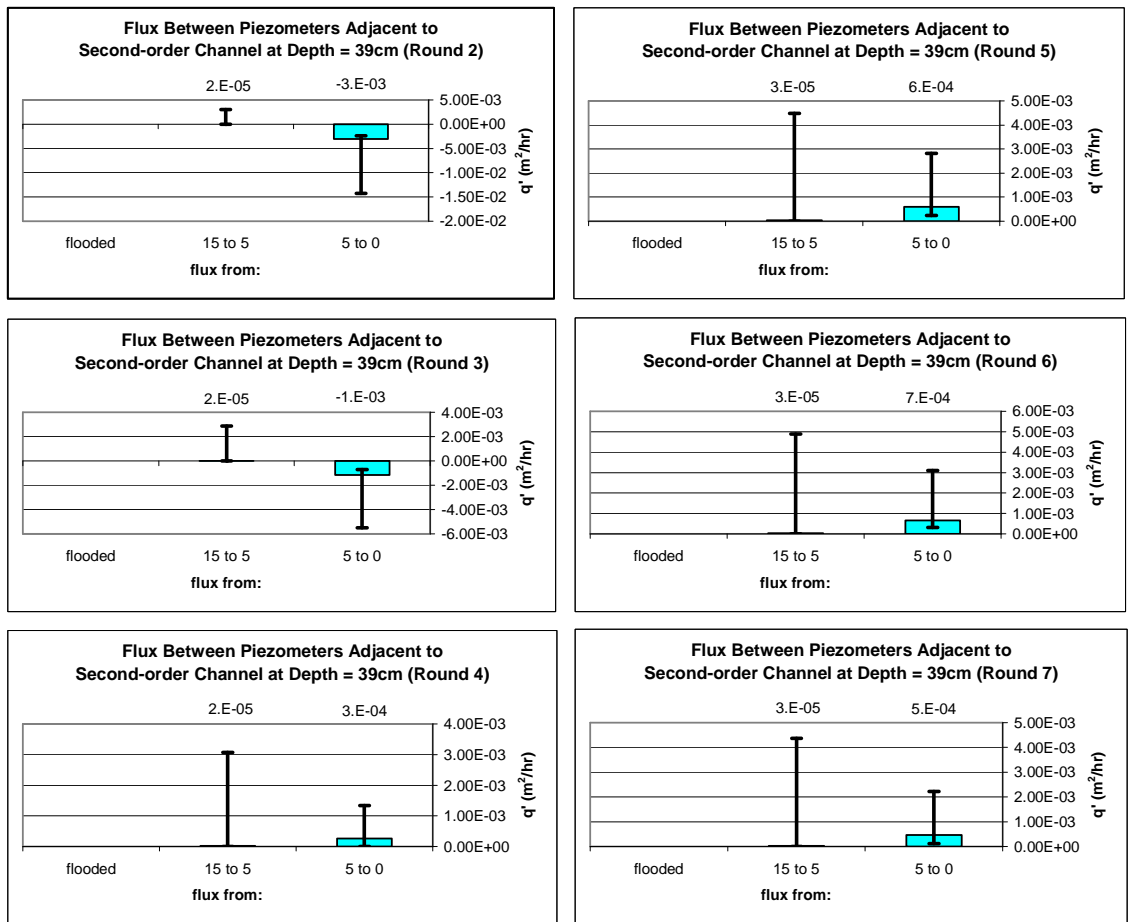 Flux Between Piezometers Adjacent to
Second-order Channel at Depth = 39cm (Round 2)
2.E-05 -3.E-03
5.00E-03
0.00E+00
-5.00E-03
-1.00E-02
-1.50E-02
-2.00E-02
q' (m²/hr)
flooded 15 to 5 5 to 0
flux from:
Flux Between Piezometers Adjacent to
Second-order Channel at Depth = 39cm (Round 5)
3.E-05 6.E-04
5.00E-03
4.00E-03
3.00E-03
2.00E-03
1.00E-03
0.00E+00
q' (m²/hr)
flooded 15 to 5 5 to 0
flux from:
Flux Between Piezometers Adjacent to
Second-order Channel at Depth = 39cm (Round 3)
2.E-05 -1.E-03
4.00E-03
2.00E-03
0.00E+00
-2.00E-03
-4.00E-03
-6.00E-03
q' (m²/hr)
flooded 15 to 5 5 to 0
flux from:
Flux Between Piezometers Adjacent to
Second-order Channel at Depth = 39cm (Round 6)
3.E-05 7.E-04
6.00E-03
5.00E-03
4.00E-03
3.00E-03
2.00E-03
1.00E-03
0.00E+00
q' (m²/hr)
flooded 15 to 5 5 to 0
flux from:
Flux Between Piezometers Adjacent to
Second-order Channel at Depth = 39cm (Round 4)
2.E-05 3.E-04
4.00E-03
3.00E-03
2.00E-03
1.00E-03
0.00E+00
q' (m²/hr)
flooded 15 to 5 5 to 0
flux from:
Flux Between Piezometers Adjacent to
Second-order Channel at Depth = 39cm (Round 7)
3.E-05 5.E-04
5.00E-03
4.00E-03
3.00E-03
2.00E-03
1.00E-03
0.00E+00
q' (m²/hr)
flooded 15 to 5 5 to 0
flux from: